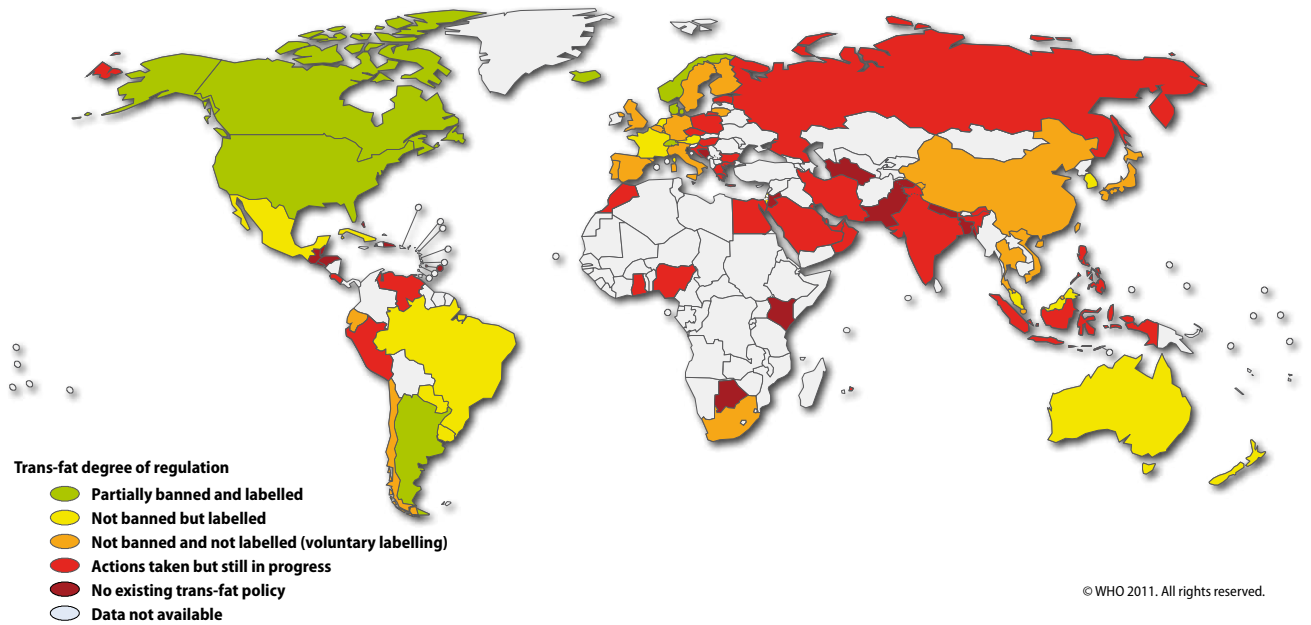 Trans-fat degree of regulation
Partially banned and labelled
Not banned but labelled
Not banned and not labelled (voluntary labelling)
Actions taken but still in progress
No existing trans-fat policy
Data not available
© WHO 2011. All rights reserved.